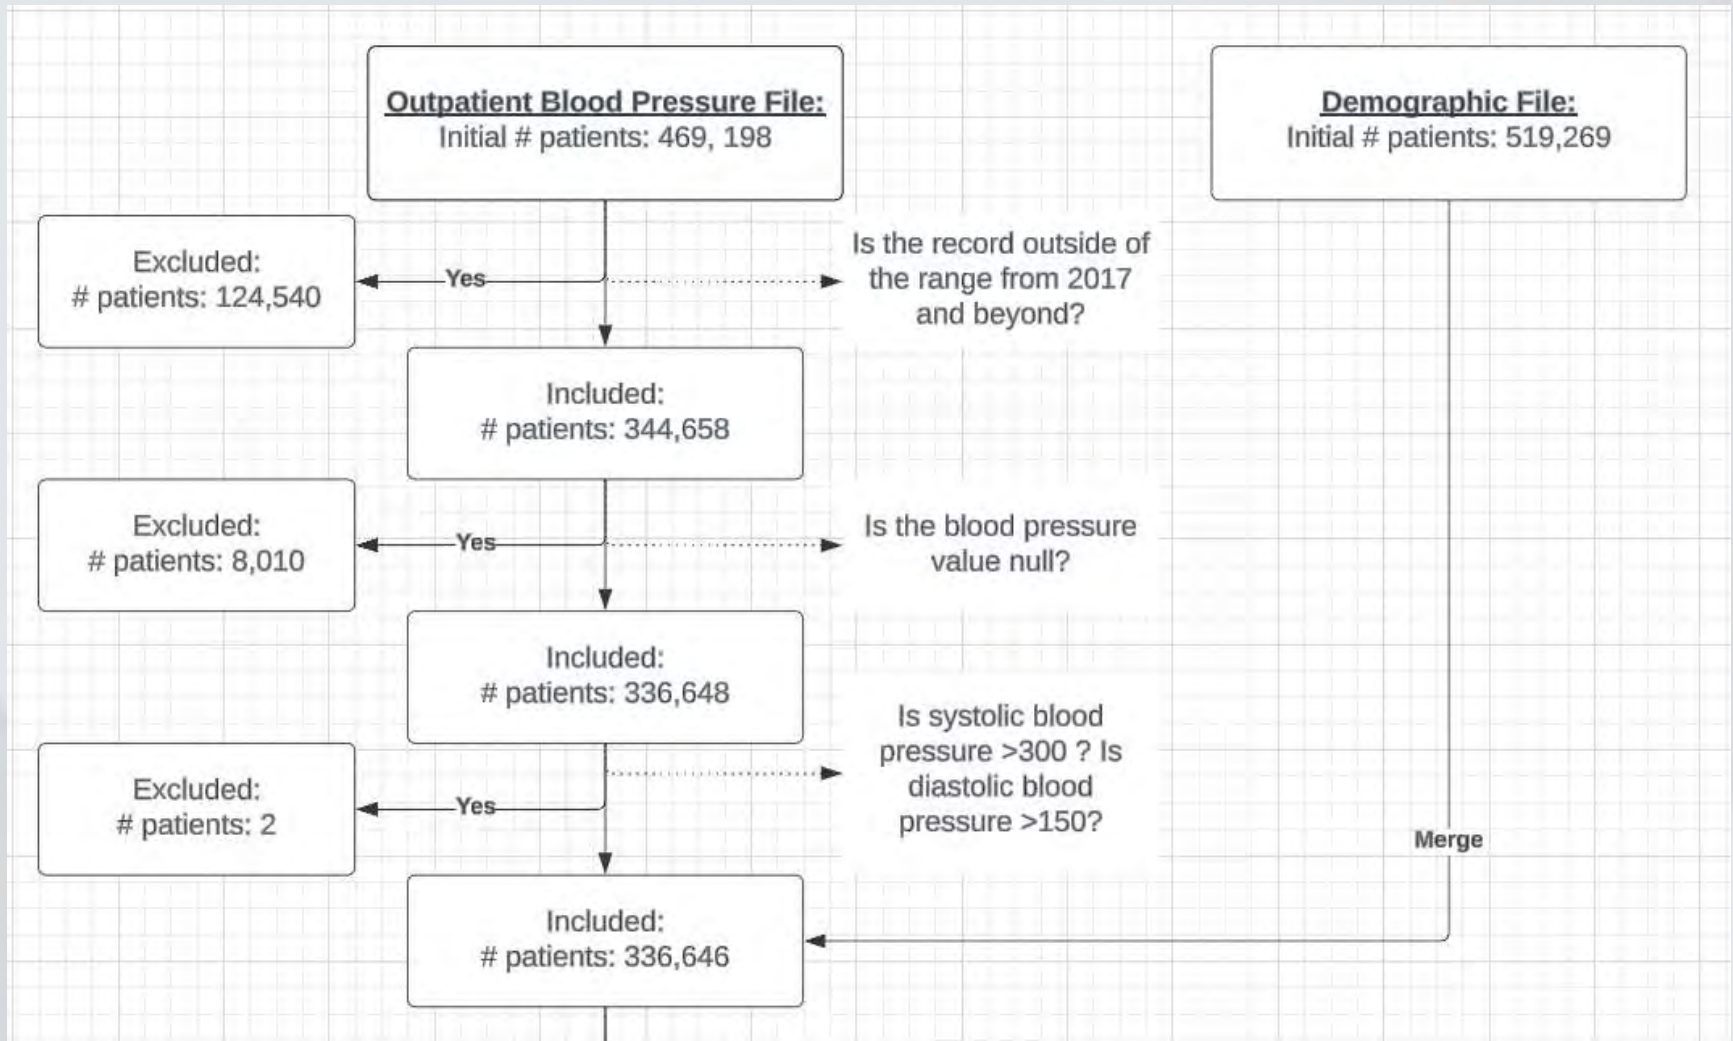 Outpatient Blood Pressure File:
Initial # patients: 469, 198
Demographic File:
Initial # patients: 519,269
Excluded:
# patients: 124,540
Yes
Is the record outside of
the range from 2017
and beyond?
Included:
# patients: 344,658
Excluded:
# patients: 8,010
Yes
Is the blood pressure
value null?
Included:
# patients: 336,648
Is systolic blood
pressure >300 ? Is
diastolic blood
pressure >150?
Excluded:
# patients: 2
Yes
Merge
Included:
# patients: 336,646